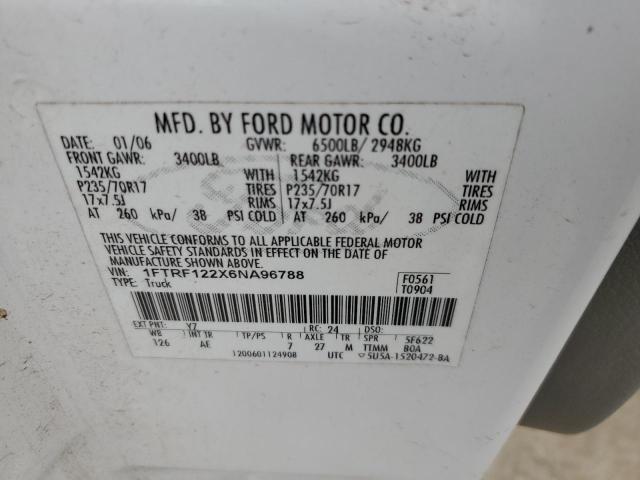 MFD. BY FORD MOTOR CO.
DATE: 01/06 GVWR: 6500LB/ 2948KG
FRONT GAWR: 3400LB REAR GAWR: 3400LB
1542KG WITH 1542KG WITH
P235/70R17 TIRES P235/70R17 TIRES
17x7.5J RIMS 17x7.5J RIMS
AT 260 kPa/ 38 PSI COLD AT 260 kPa/ 38 PSI COLD
THIS VEHICLE CONFORMS TO ALL APPLICABLE FEDERAL MOTOR
VEHICLE SAFETY STANDARDS IN EFFECT ON THE DATE OF
MANUFACTURE SHOWN ABOVE.
VIN: 1FTRF122X6NA96788 F0561
TYPE: Truck T0904
EXT PNT: Y7 RC: 24 DSO:
WB INT TR TP/PS R AXLE TR SPR 5F622
126 AE 7 27 M TTMM BOA
1200601124908 UTC 5U5A-1520472-BA